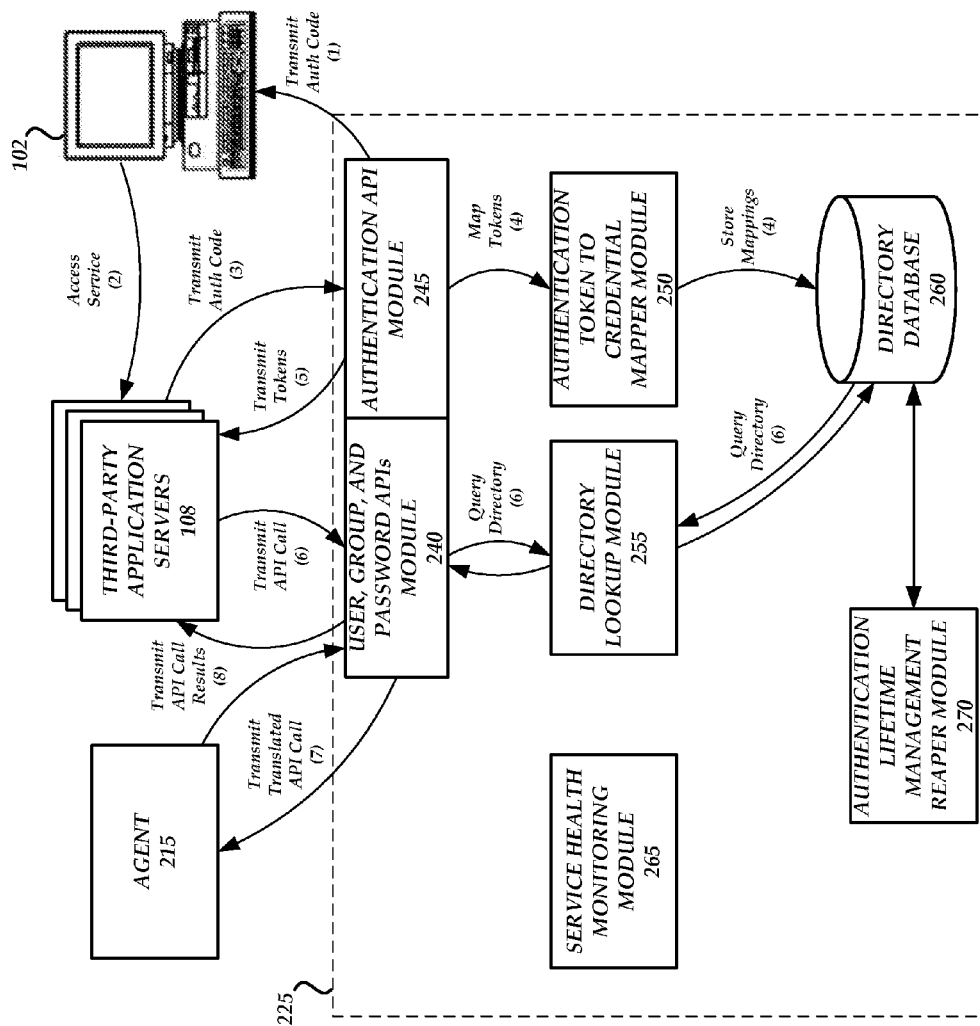 102
Transmit
Auth Code
(1)
Access
Service
(2)
Transmit
Auth Code
(3)
THIRD-PARTY
APPLICATION
SERVERS
108
Transmit
Tokens
(5)
Transmit
API Call
(6)
Transmit
API Call
Results
(8)
AGENT
215
Transmit
Translated
API Call
(7)
225
AUTHENTICATION API
MODULE
245
USER, GROUP, AND
PASSWORD APIs
MODULE
240
Map
Tokens
(4)
Query
Directory
(6)
AUTHENTICATION
TOKEN TO
CREDENTIAL
MAPPER MODULE
250
DIRECTORY
LOOKUP MODULE
255
SERVICE HEALTH
MONITORING
MODULE
265
Store
Mappings
(4)
Query
Directory
(6)
DIRECTORY
DATABASE
260
AUTHENTICATION
LIFETIME
MANAGEMENT
REAPER MODULE
270